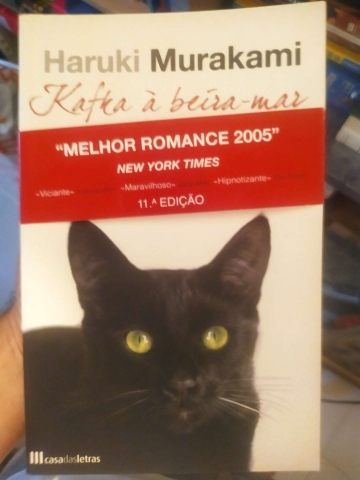 Haruki Murakami
Kafka à beira-mar
“MELHOR ROMANCE 2005”
NEW YORK TIMES
«Viciante» «Maravilhoso» «Hipnotizante»
11.ª EDIÇÃO
casadasletras